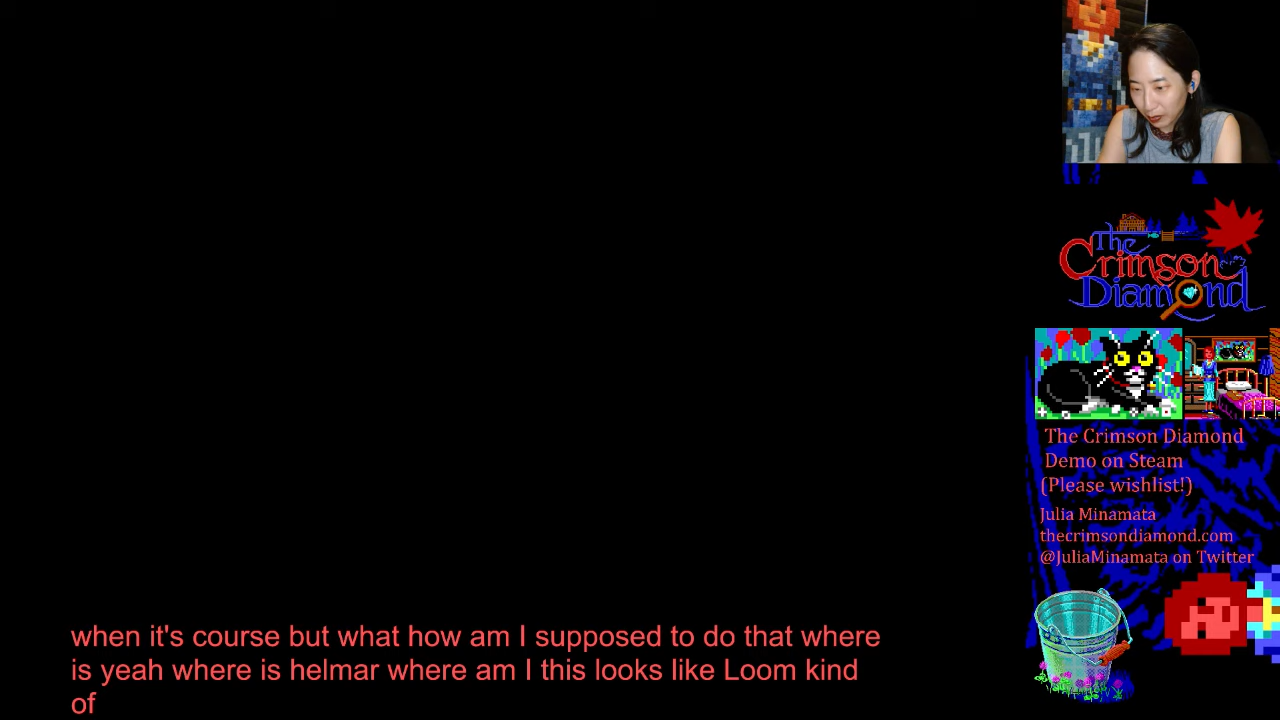 The
Crimson
Diamond
The Crimson Diamond
Demo on Steam
(Please wishlist!)
Julia Minamata
thecrimsondiamond.com
@JuliaMinamata on Twitter
when it's course but what how am I supposed to do that where
is yeah where is helmar where am I this looks like Loom kind
of